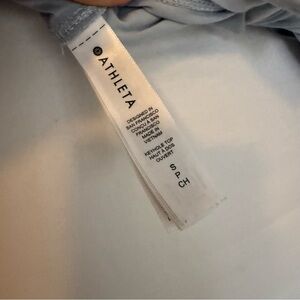 ATHLETA
DESIGNED IN
SAN FRANCISCO
CONÇU À SAN
FRANCISCO
MADE IN
VIETNAM
KEYHOLE TOP
HAUT À DOS
OUVERT
S
P
CH